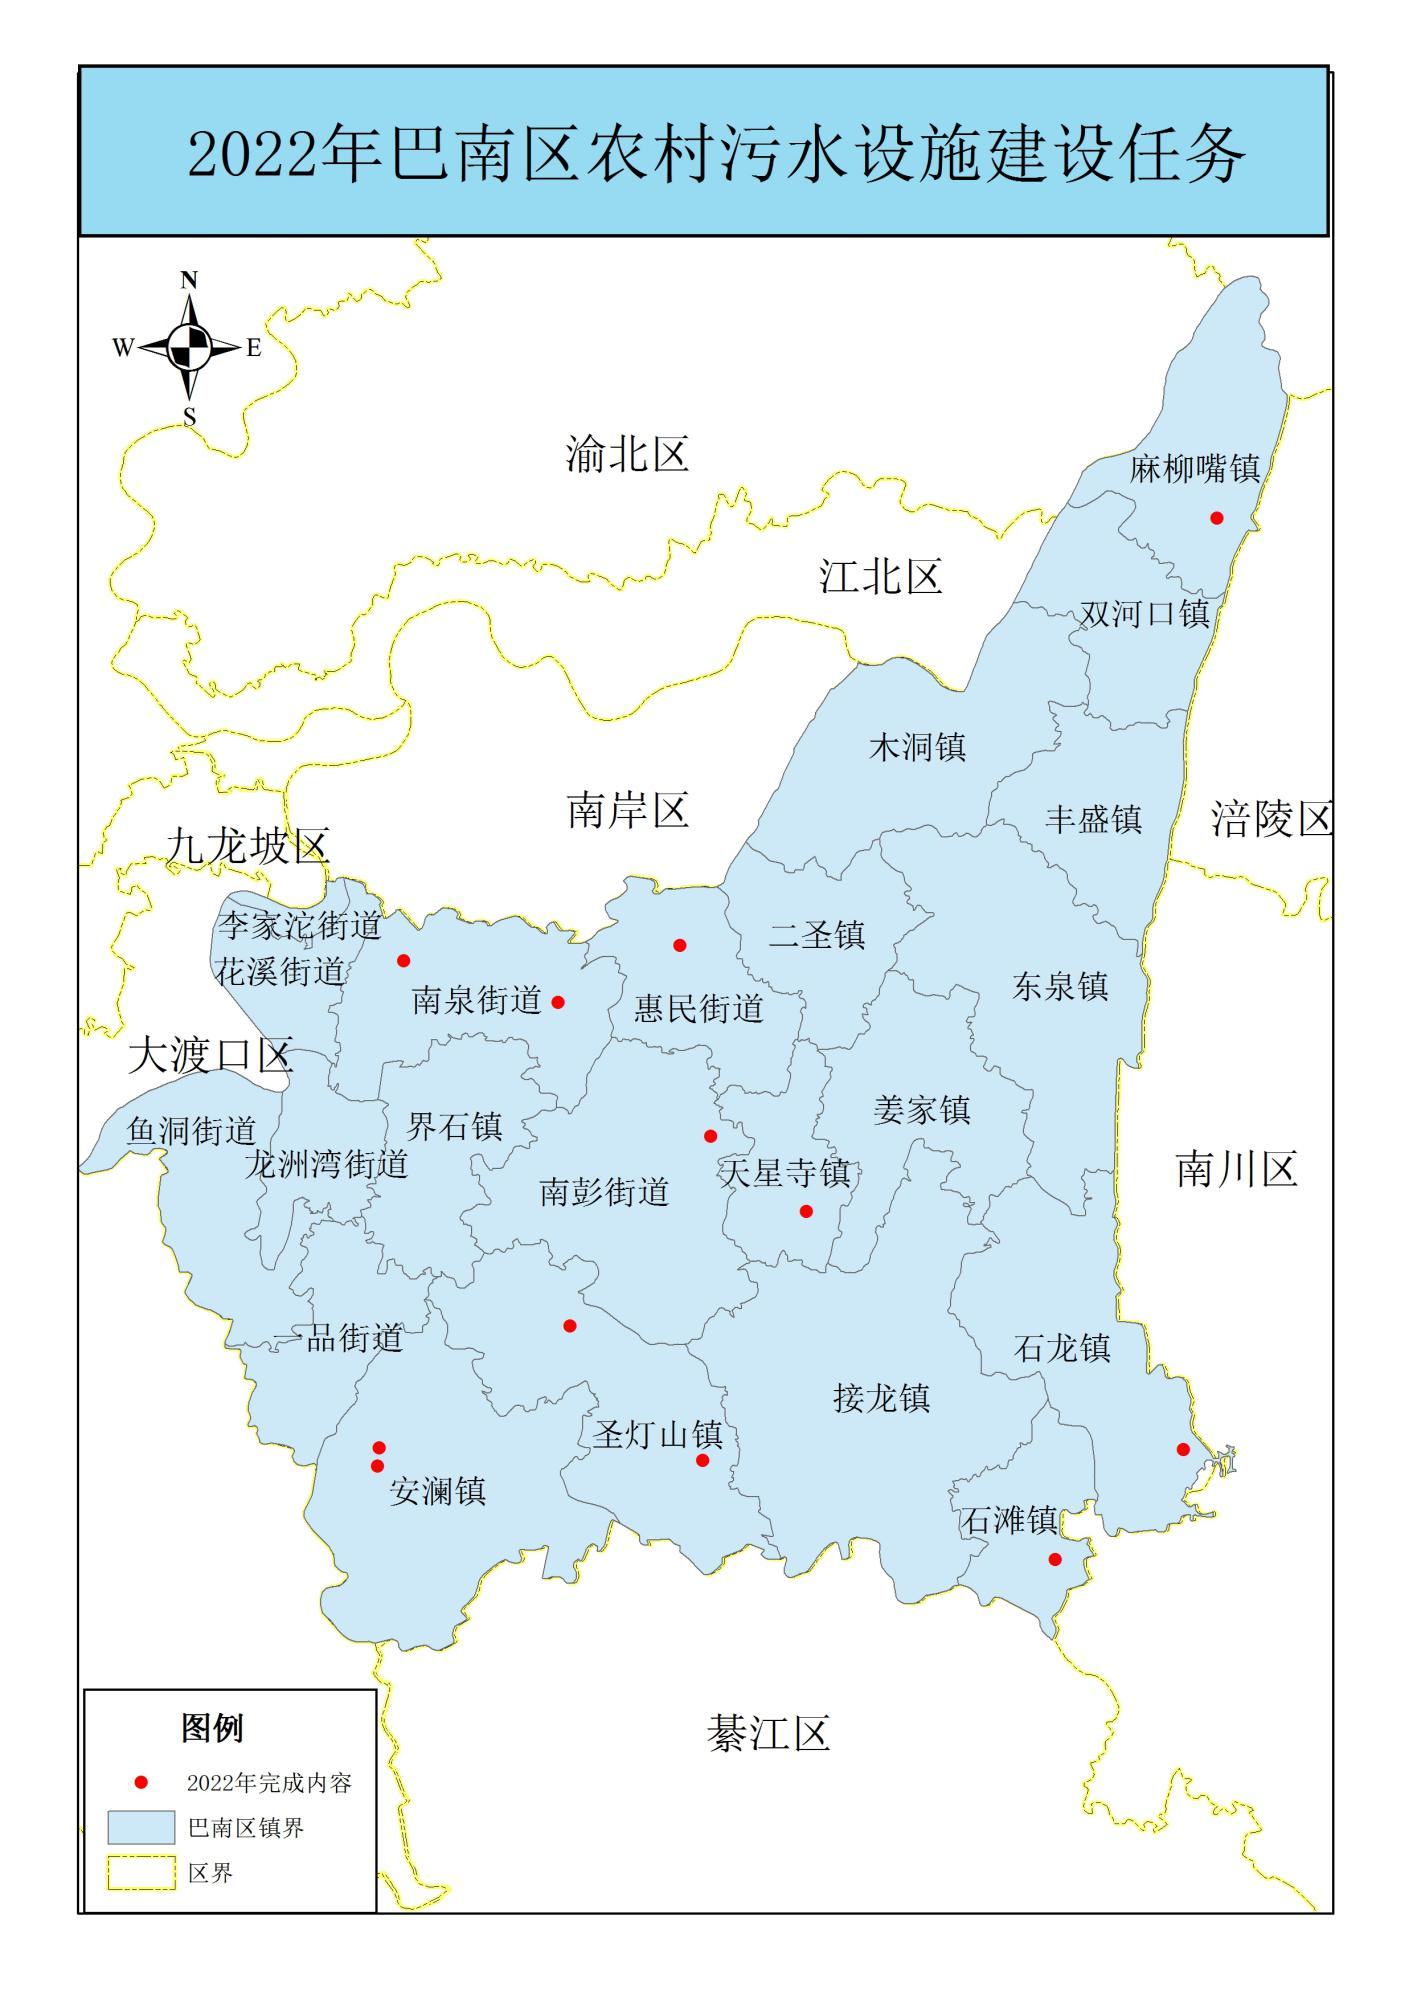 2022年巴南区农村污水设施建设任务
N
W
E
S
渝北区
麻柳嘴镇
江北区
双河口镇
木洞镇
南岸区
丰盛镇
涪陵区
九龙坡区
李家沱街道
二圣镇
花溪街道
东泉镇
南泉街道
惠民街道
大渡口区
姜家镇
界石镇
鱼洞街道
龙洲湾街道
天星寺镇
南川区
南彭街道
一品街道
石龙镇
接龙镇
圣灯山镇
安澜镇
石滩镇
綦江区
图例
2022年完成内容
巴南区镇界
区界